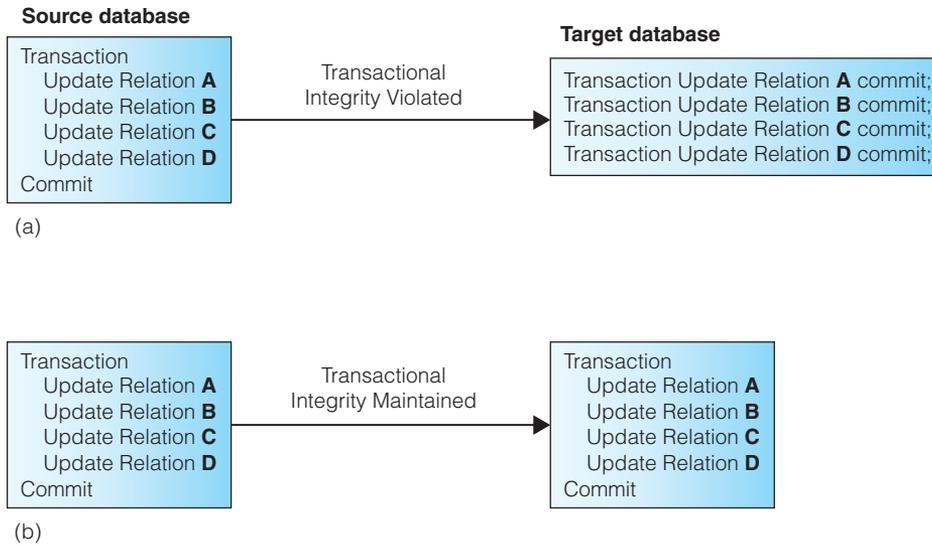 Source database
Transaction
Update Relation A
Update Relation B
Update Relation C
Update Relation D
Commit
Transactional
Integrity Violated
Target database
Transaction Update Relation A commit;
Transaction Update Relation B commit;
Transaction Update Relation C commit;
Transaction Update Relation D commit;
(a)
Transaction
Update Relation A
Update Relation B
Update Relation C
Update Relation D
Commit
Transactional
Integrity Maintained
Transaction
Update Relation A
Update Relation B
Update Relation C
Update Relation D
Commit
(b)